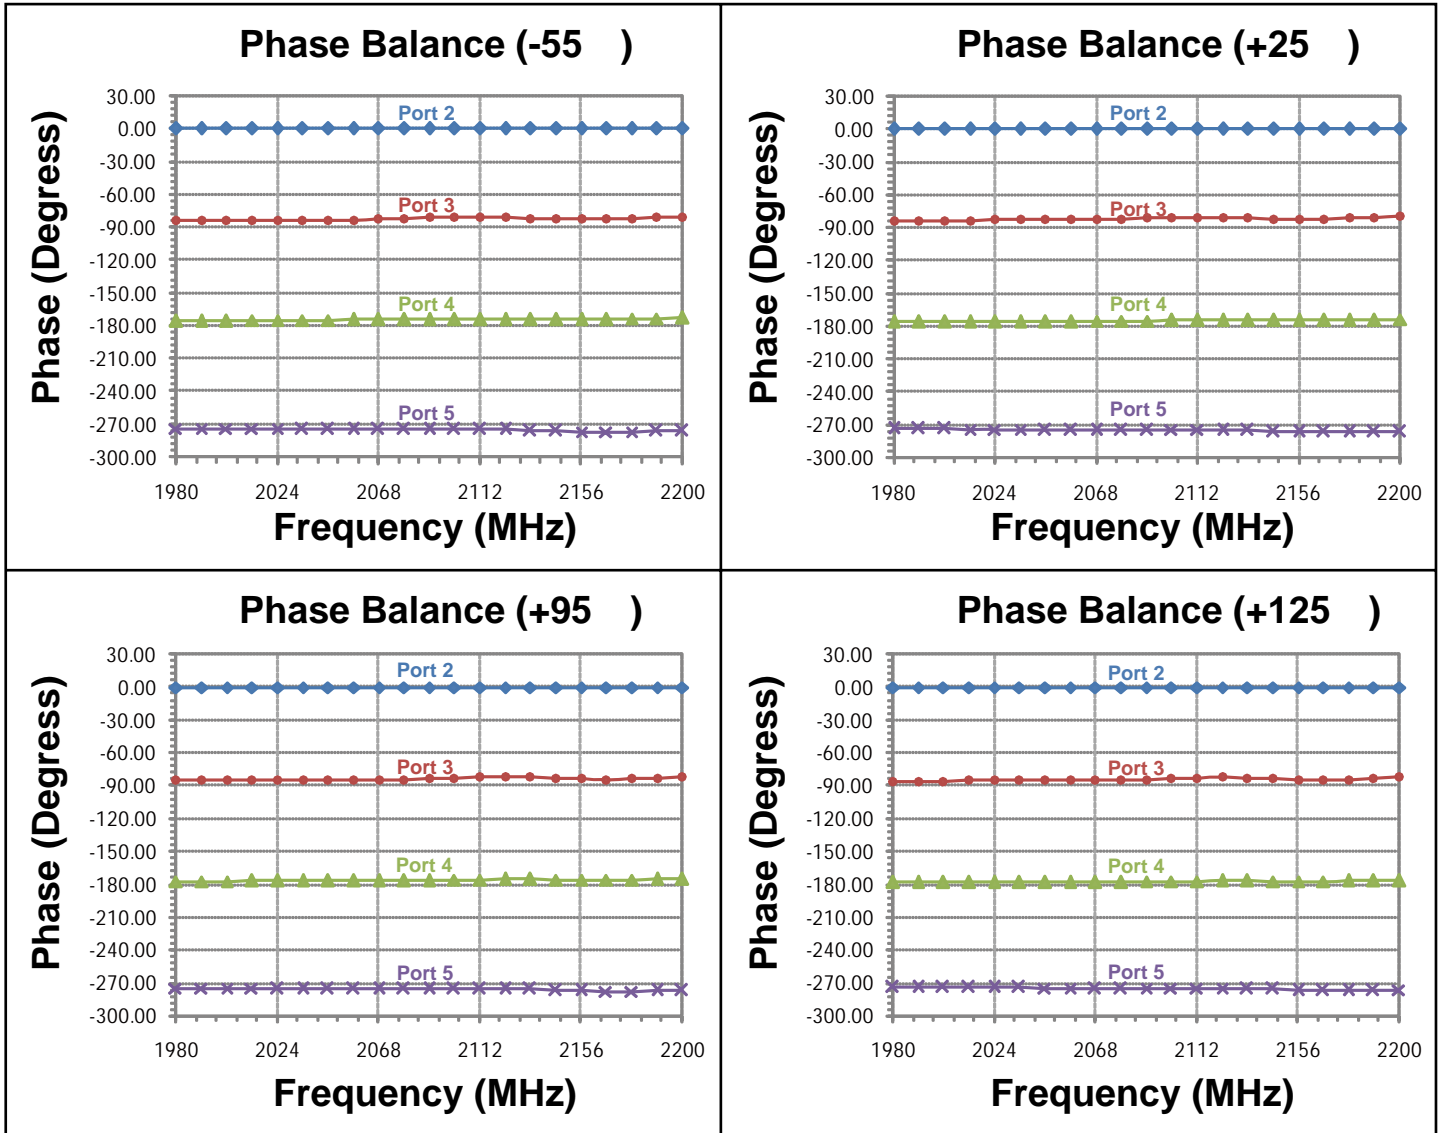 Phase Balance (-55 )
Phase (Degress)
30.00
0.00
-30.00
-60.00
-90.00
-120.00
-150.00
-180.00
-210.00
-240.00
-270.00
-300.00
Port 2
Port 3
Port 4
Port 5
1980 2024 2068 2112 2156 2200
Frequency (MHz)
Phase Balance (+25 )
Phase (Degress)
30.00
0.00
-30.00
-60.00
-90.00
-120.00
-150.00
-180.00
-210.00
-240.00
-270.00
-300.00
Port 2
Port 3
Port 4
Port 5
1980 2024 2068 2112 2156 2200
Frequency (MHz)
Phase Balance (+95 )
Phase (Degress)
30.00
0.00
-30.00
-60.00
-90.00
-120.00
-150.00
-180.00
-210.00
-240.00
-270.00
-300.00
Port 2
Port 3
Port 4
Port 5
1980 2024 2068 2112 2156 2200
Frequency (MHz)
Phase Balance (+125 )
Phase (Degress)
30.00
0.00
-30.00
-60.00
-90.00
-120.00
-150.00
-180.00
-210.00
-240.00
-270.00
-300.00
Port 2
Port 3
Port 4
Port 5
1980 2024 2068 2112 2156 2200
Frequency (MHz)